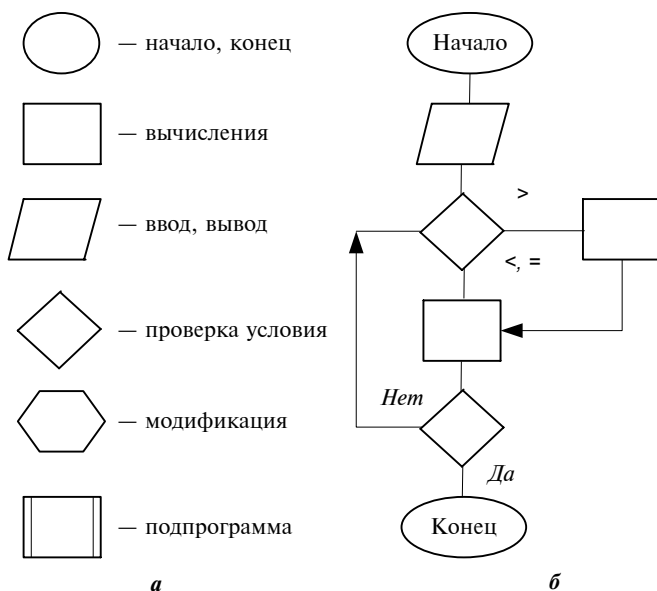 — начало, конец
— вычисления
— ввод, вывод
— проверка условия
— модификация
— подпрограмма
а
Начало
>
<, =
Нет
Да
Конец
б